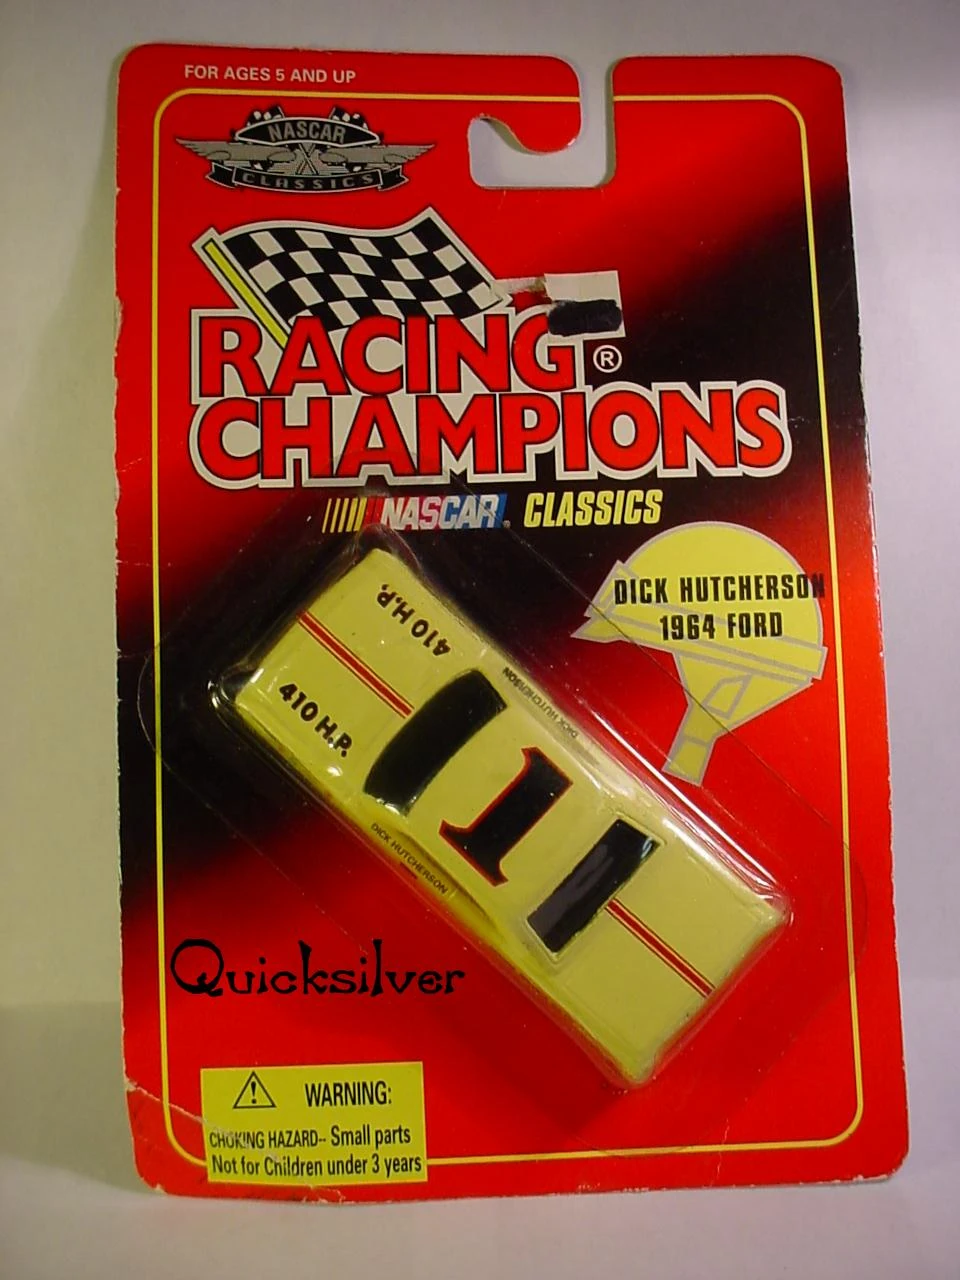 FOR AGES 5 AND UP
NASCAR
CLASSICS
RACING ®
CHAMPIONS
NASCAR. CLASSICS
DICK HUTCHERSON
1964 FORD
410 H.P.
410 H.P.
DICK HUTCHERSON
1
DICK HUTCHERSON
Quicksilver
WARNING:
CHOKING HAZARD-- Small parts
Not for Children under 3 years